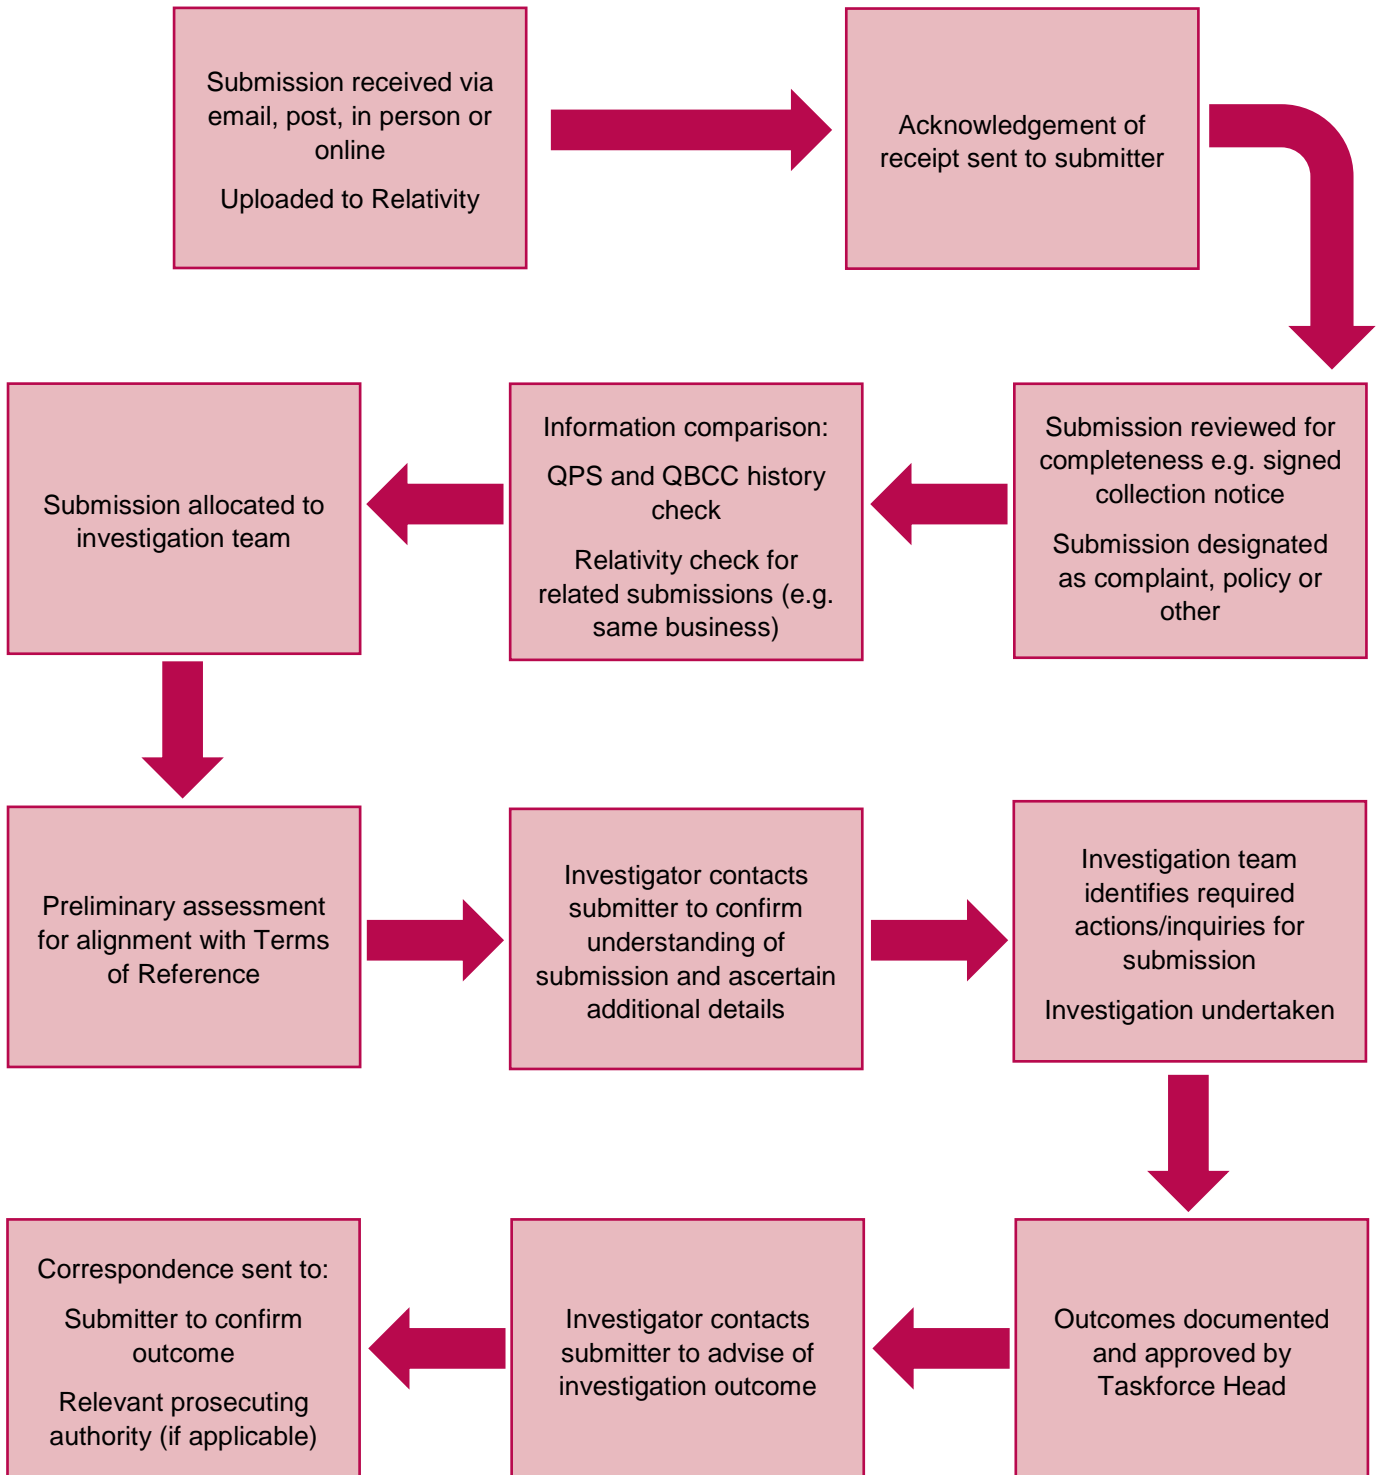 Submission received via
email, post, in person or
online
Uploaded to Relativity
Acknowledgement of
receipt sent to submitter
Submission reviewed for
completeness e.g. signed
collection notice
Submission designated
as complaint, policy or
other
Information comparison:
QPS and QBCC history
check
Relativity check for
related submissions (e.g.
same business)
Submission allocated to
investigation team
Preliminary assessment
for alignment with Terms
of Reference
Investigator contacts
submitter to confirm
understanding of
submission and ascertain
additional details
Investigation team
identifies required
actions/inquiries for
submission
Investigation undertaken
Outcomes documented
and approved by
Taskforce Head
Investigator contacts
submitter to advise of
investigation outcome
Correspondence sent to:
Submitter to confirm
outcome
Relevant prosecuting
authority (if applicable)